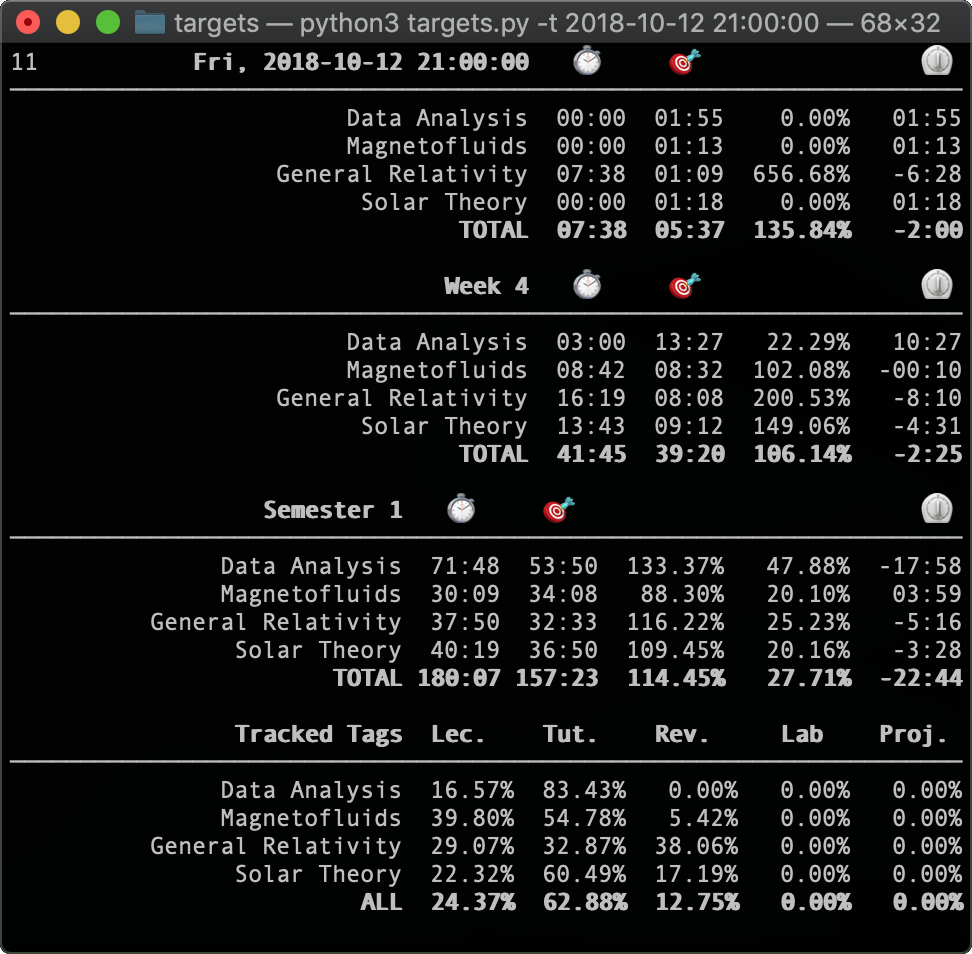 targets — python3 targets.py -t 2018-10-12 21:00:00 — 68×32
11 Fri, 2018-10-12 21:00:00
Data Analysis 00:00 01:55 0.00% 01:55
Magnetofluids 00:00 01:13 0.00% 01:13
General Relativity 07:38 01:09 656.68% -6:28
Solar Theory 00:00 01:18 0.00% 01:18
TOTAL 07:38 05:37 135.84% -2:00
Week 4
Data Analysis 03:00 13:27 22.29% 10:27
Magnetofluids 08:42 08:32 102.08% -00:10
General Relativity 16:19 08:08 200.53% -8:10
Solar Theory 13:43 09:12 149.06% -4:31
TOTAL 41:45 39:20 106.14% -2:25
Semester 1
Data Analysis 71:48 53:50 133.37% 47.88% -17:58
Magnetofluids 30:09 34:08 88.30% 20.10% 03:59
General Relativity 37:50 32:33 116.22% 25.23% -5:16
Solar Theory 40:19 36:50 109.45% 20.16% -3:28
TOTAL 180:07 157:23 114.45% 27.71% -22:44
Tracked Tags Lec. Tut. Rev. Lab Proj.
Data Analysis 16.57% 83.43% 0.00% 0.00% 0.00%
Magnetofluids 39.80% 54.78% 5.42% 0.00% 0.00%
General Relativity 29.07% 32.87% 38.06% 0.00% 0.00%
Solar Theory 22.32% 60.49% 17.19% 0.00% 0.00%
ALL 24.37% 62.88% 12.75% 0.00% 0.00%